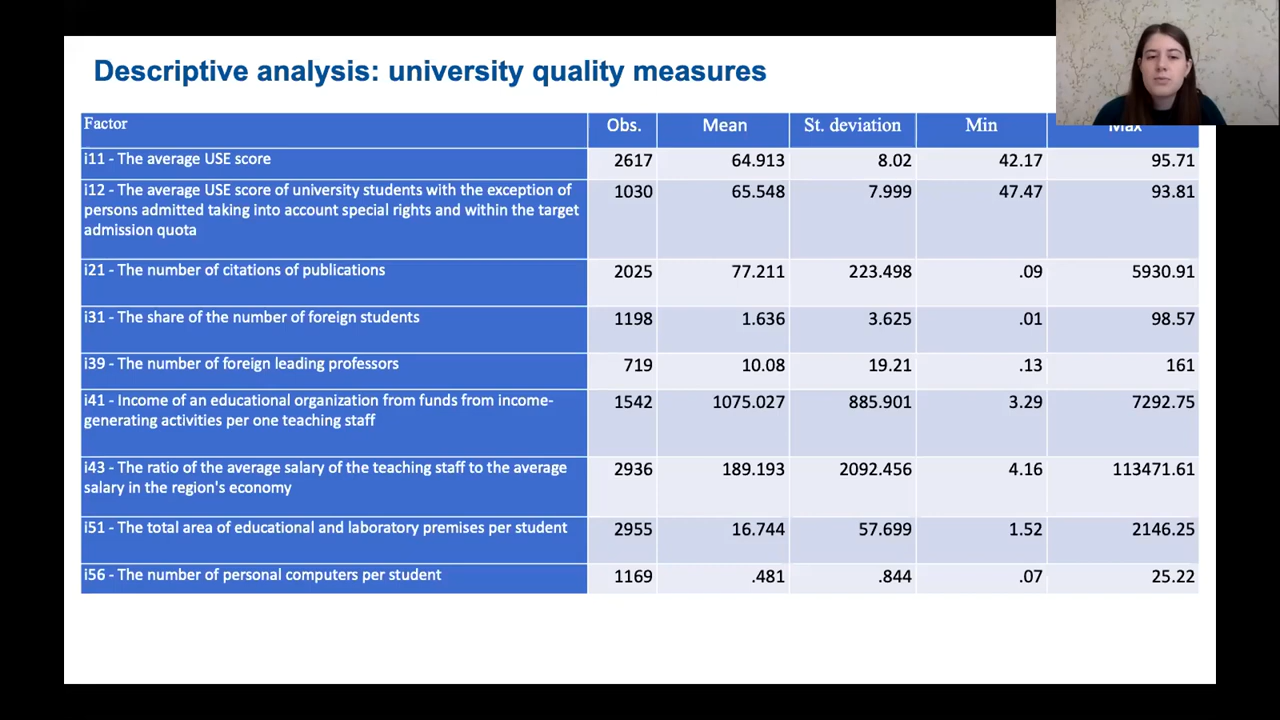 Descriptive analysis: university quality measures
Factor Obs. Mean St. deviation Min Max
i11 - The average USE score 2617 64.913 8.02 42.17 95.71
i12 - The average USE score of university students with the exception of 1030 65.548 7.999 47.47 93.81
persons admitted taking into account special rights and within the target
admission quota
i21 - The number of citations of publications 2025 77.211 223.498 .09 5930.91
i31 - The share of the number of foreign students 1198 1.636 3.625 .01 98.57
i39 - The number of foreign leading professors 719 10.08 19.21 .13 161
i41 - Income of an educational organization from funds from income- 1542 1075.027 885.901 3.29 7292.75
generating activities per one teaching staff
i43 - The ratio of the average salary of the teaching staff to the average 2936 189.193 2092.456 4.16 113471.61
salary in the region's economy
i51 - The total area of educational and laboratory premises per student 2955 16.744 57.699 1.52 2146.25
i56 - The number of personal computers per student 1169 .481 .844 .07 25.22